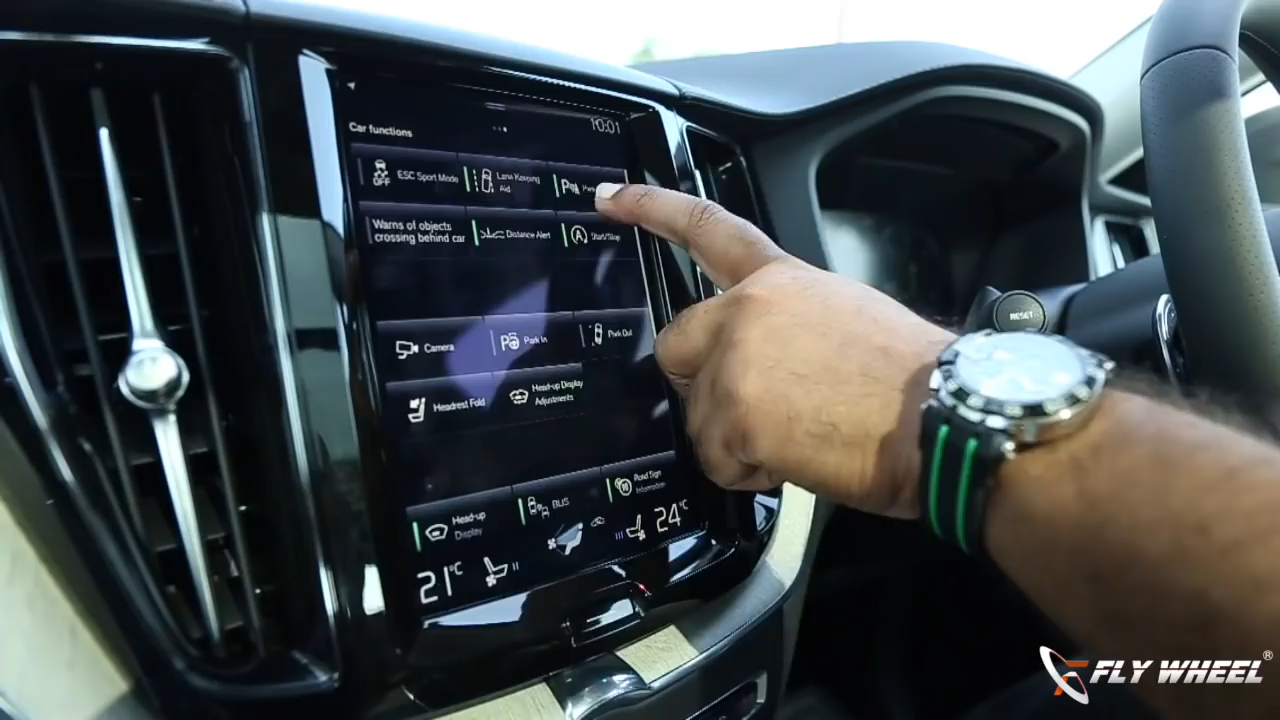 10:01
Car functions
OFF
ESC Sport Mode
Lane Keeping
Aid
Warns of objects
crossing behind car
Distance Alert
A
Start/Stop
Camera
Park In
Park Out
Headrest Fold
Head-up Display
Adjustments
Head-up
Display
BLIS
Road Sign
Information
21°C
24°C
RESET
FLY WHEEL®